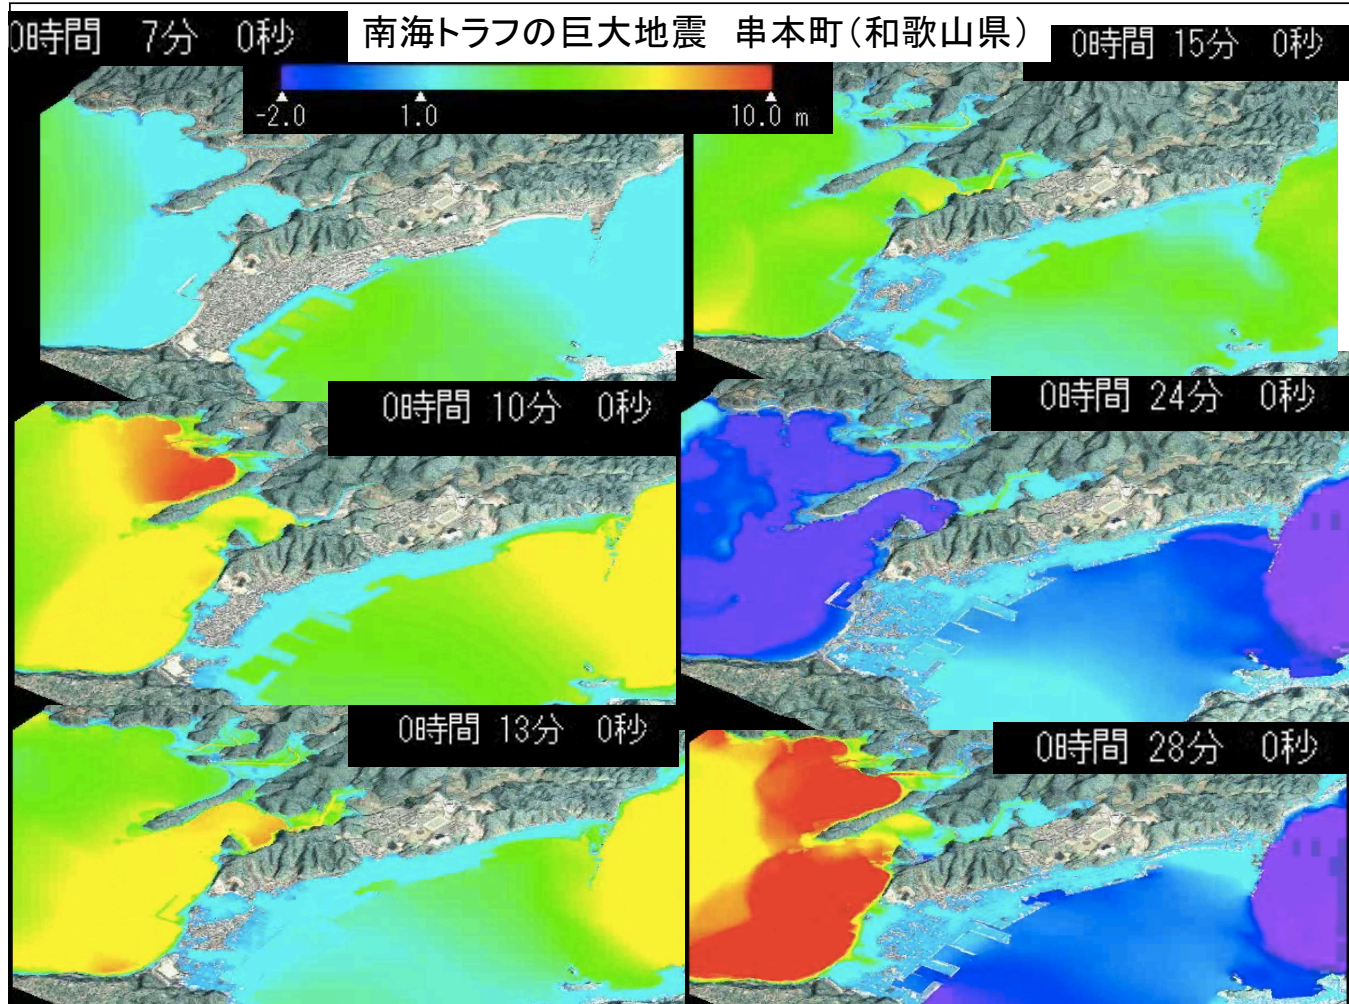 0時間 7分 0秒
南海トラフの巨大地震 串本町(和歌山県)
0時間 15分 0秒
-2.0 1.0 10.0 m
0時間 10分 0秒
0時間 24分 0秒
0時間 13分 0秒
0時間 28分 0秒